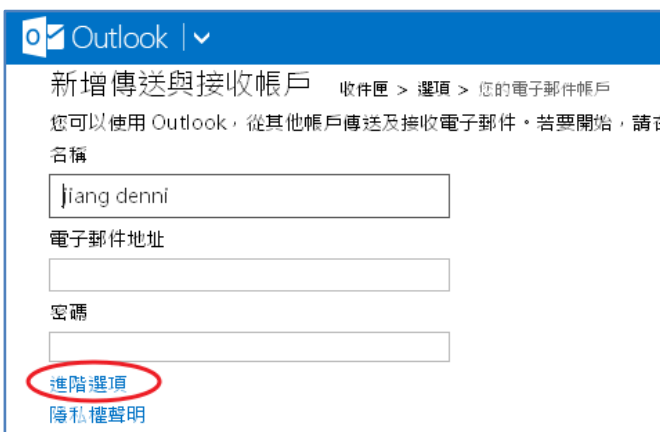 Outlook
新增傳送與接收帳戶 收件匣 > 選項 > 您的電子郵件帳戶
您可以使用 Outlook，從其他帳戶傳送及接收電子郵件。若要開始，請
名稱
jiang denni
電子郵件地址
密碼
進階選項
隱私權聲明